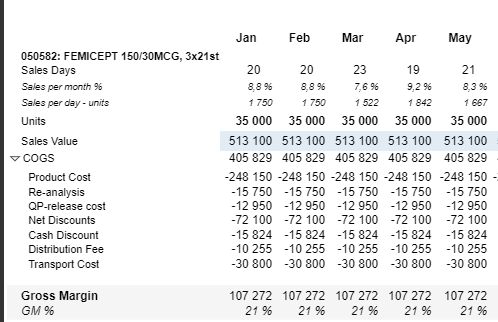 Jan Feb Mar Apr May
050582: FEMICEPT 150/30MCG, 3x21st
Sales Days 20 20 23 19 21
Sales per month % 8,8 % 8,8 % 7,6 % 9,2 % 8,3 %
Sales per day - units 1 750 1 750 1 522 1 842 1 667
Units 35 000 35 000 35 000 35 000 35 000
Sales Value 513 100 513 100 513 100 513 100 513 100
COGS 405 829 405 829 405 829 405 829 405 829
Product Cost -248 150 -248 150 -248 150 -248 150 -248 150 -
Re-analysis -15 750 -15 750 -15 750 -15 750 -15 750
QP-release cost -12 950 -12 950 -12 950 -12 950 -12 950
Net Discounts -72 100 -72 100 -72 100 -72 100 -72 100
Cash Discount -15 824 -15 824 -15 824 -15 824 -15 824
Distribution Fee -10 255 -10 255 -10 255 -10 255 -10 255
Transport Cost -30 800 -30 800 -30 800 -30 800 -30 800
Gross Margin 107 272 107 272 107 272 107 272 107 272
GM % 21 % 21 % 21 % 21 % 21 %